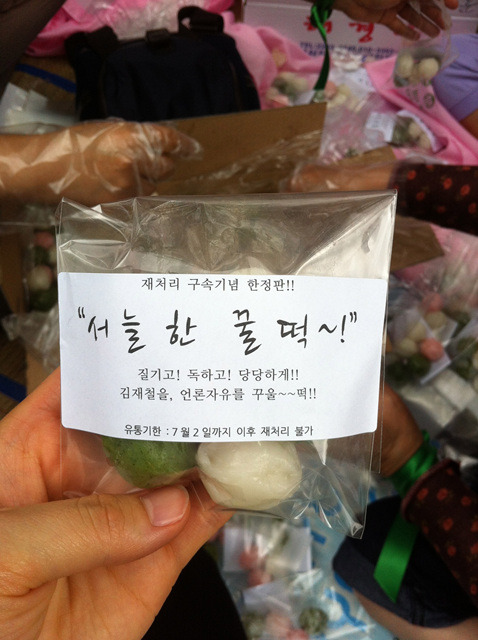 재처리 구속기념 한정판!!
"서늘한 꿀떡~!"
질기고! 독하고! 당당하게!!
김재철을, 언론자유를 꾸울~~떡!!
유통기한 : 7월 2일까지 이후 재처리 불가